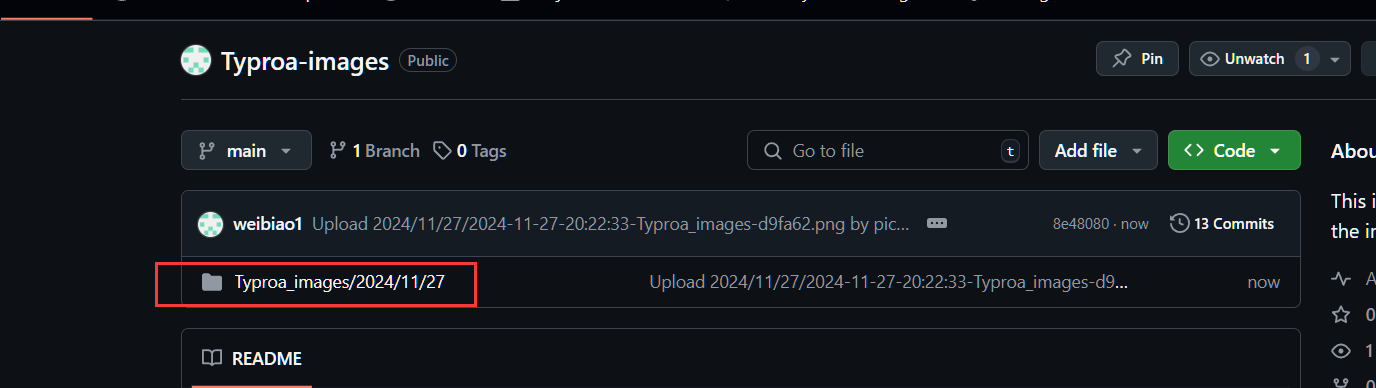 Typroa-images Public
Pin
Unwatch 1
main
1 Branch
0 Tags
Go to file t
Add file
Code
weibiao1 Upload 2024/11/27/2024-11-27-20:22:33-Typroa_images-d9fa62.png by pic...
8e48080 · now
13 Commits
Typroa_images/2024/11/27
Upload 2024/11/27/2024-11-27-20:22:33-Typroa_images-d9...
now
README
This
the
0
1